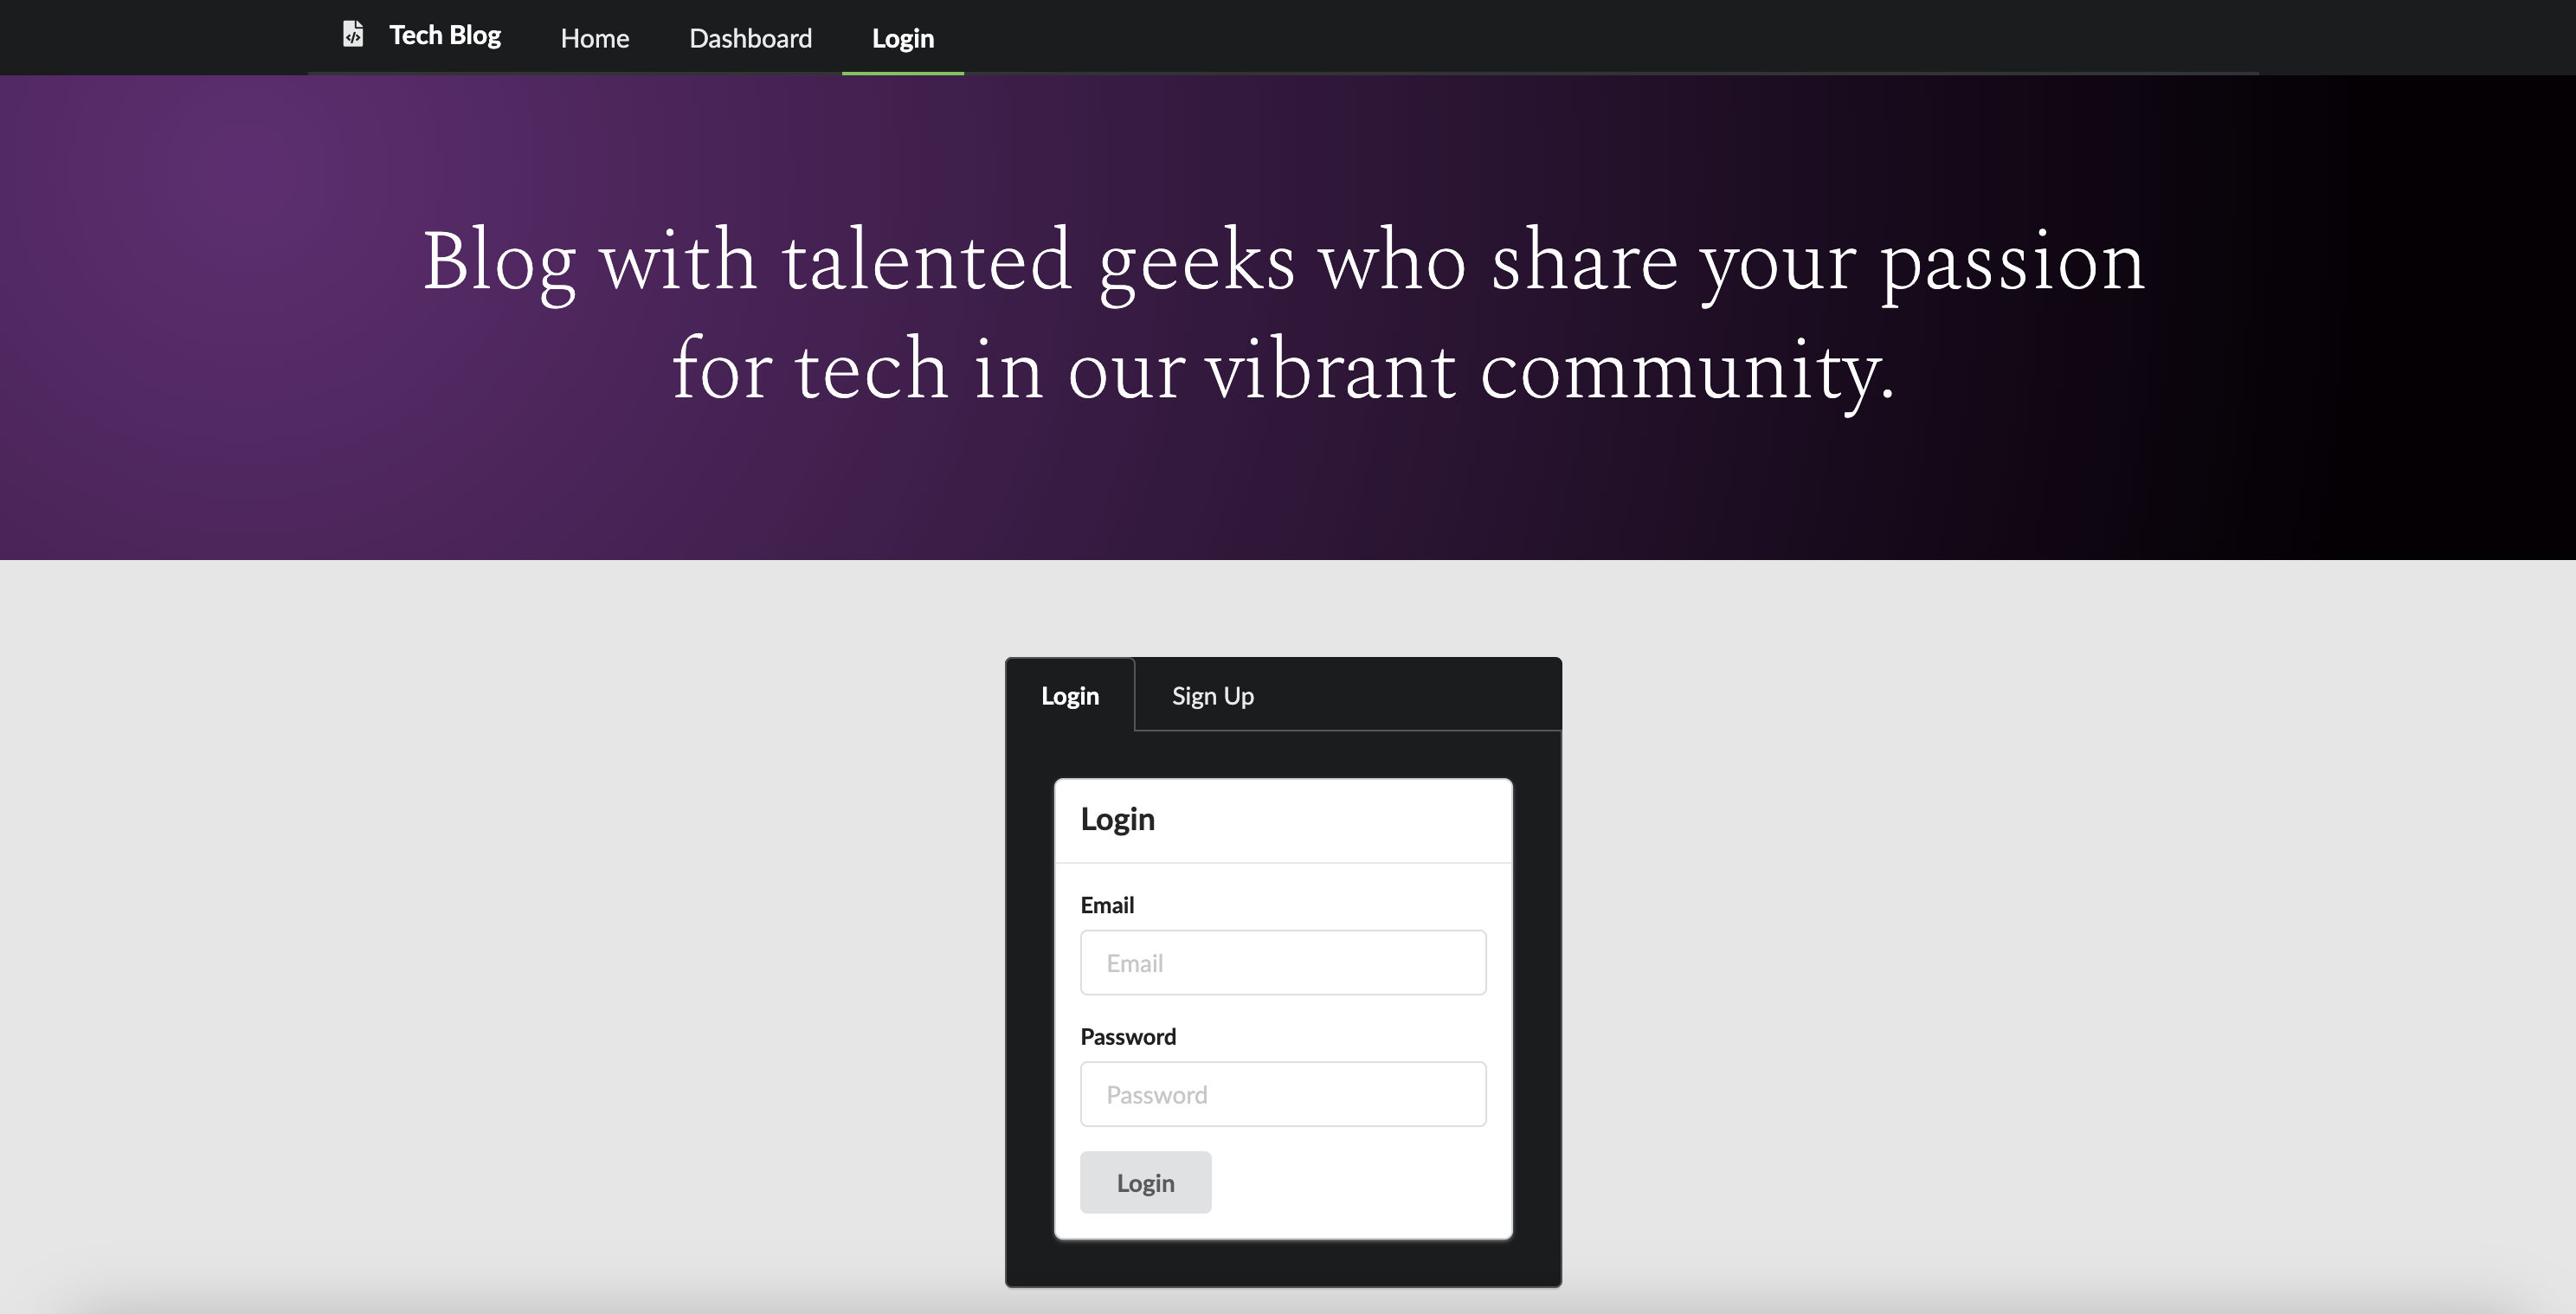 Tech Blog Home Dashboard Login
Blog with talented geeks who share your passion
for tech in our vibrant community.
Login Sign Up
Login
Email
Email
Password
Password
Login